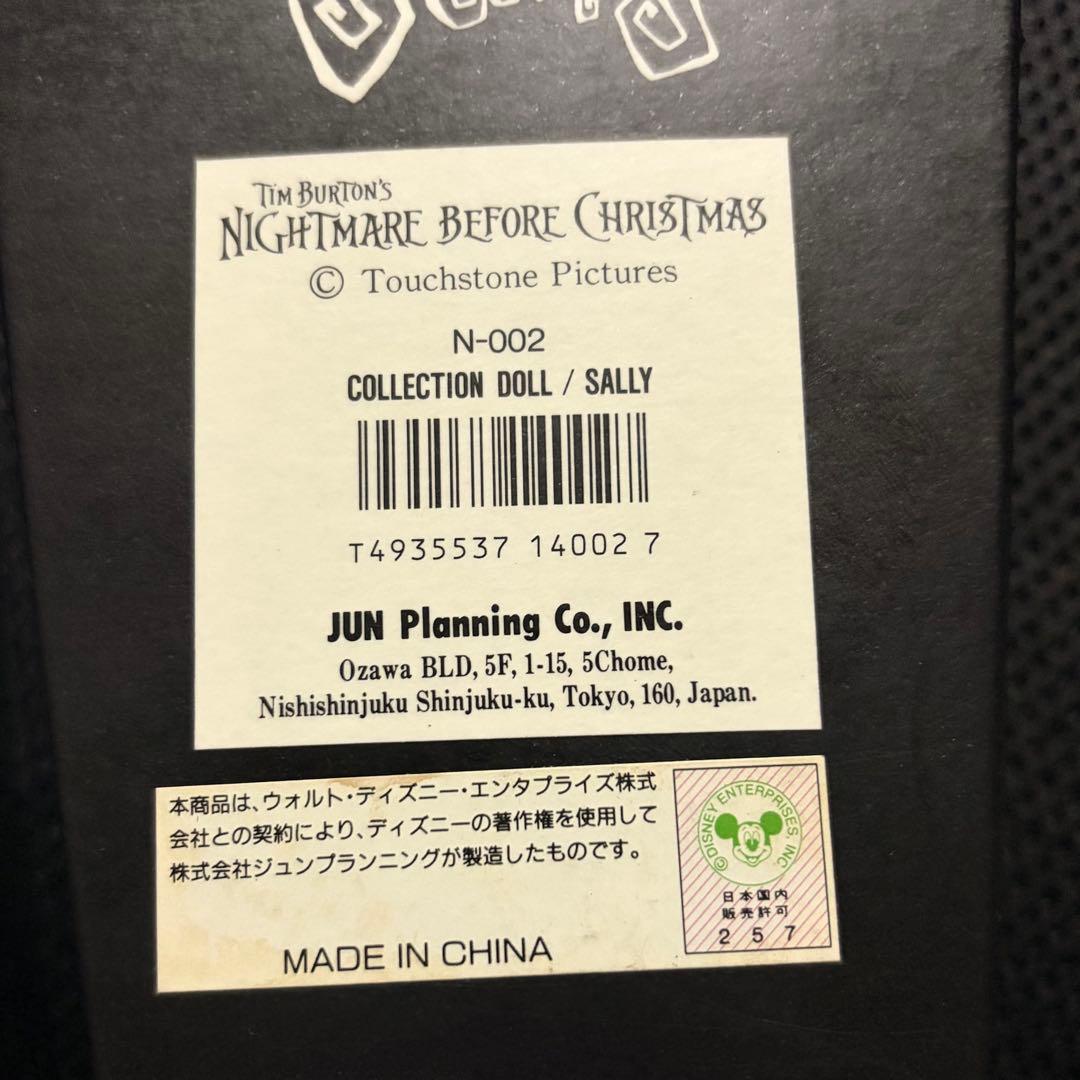 TIM BURTON'S
NIGHTMARE BEFORE CHRISTMAS
© Touchstone Pictures
N-002
COLLECTION DOLL / SALLY
T4935537 14002 7
JUN Planning Co., INC.
Ozawa BLD, 5F, 1-15, 5Chome,
Nishishinjuku Shinjuku-ku, Tokyo, 160, Japan.
本商品は、ウォルト・ディズニー・エンタプライズ株式
会社との契約により、ディズニーの著作権を使用して
株式会社ジュンプランニングが製造したものです。
MADE IN CHINA
© DISNEY ENTERPRISES, INC
日本国内
販売許可
257